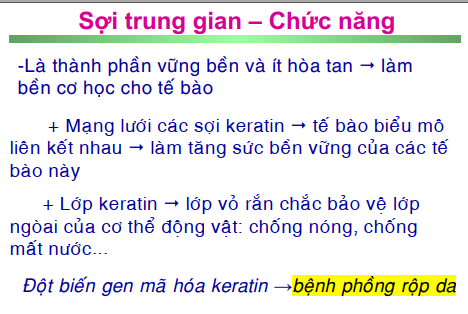 Sợi trung gian – Chức năng
-Là thành phần vững bền và ít hòa tan → làm
bền cơ học cho tế bào
+ Mạng lưới các sợi keratin → tế bào biểu mô
liên kết nhau → làm tăng sức bền vững của các tế
bào này
+ Lớp keratin → lớp vỏ rắn chắc bảo vệ lớp
ngòai của cơ thể động vật: chống nóng, chống
mất nước...
Đột biến gen mã hóa keratin →bệnh phồng rộp da